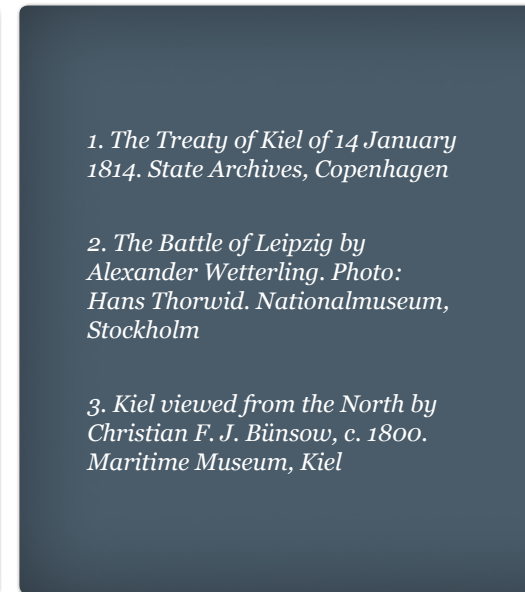 1. The Treaty of Kiel of 14 January
1814. State Archives, Copenhagen
2. The Battle of Leipzig by
Alexander Wetterling. Photo:
Hans Thorwid. Nationalmuseum,
Stockholm
3. Kiel viewed from the North by
Christian F. J. Bünsow, c. 1800.
Maritime Museum, Kiel